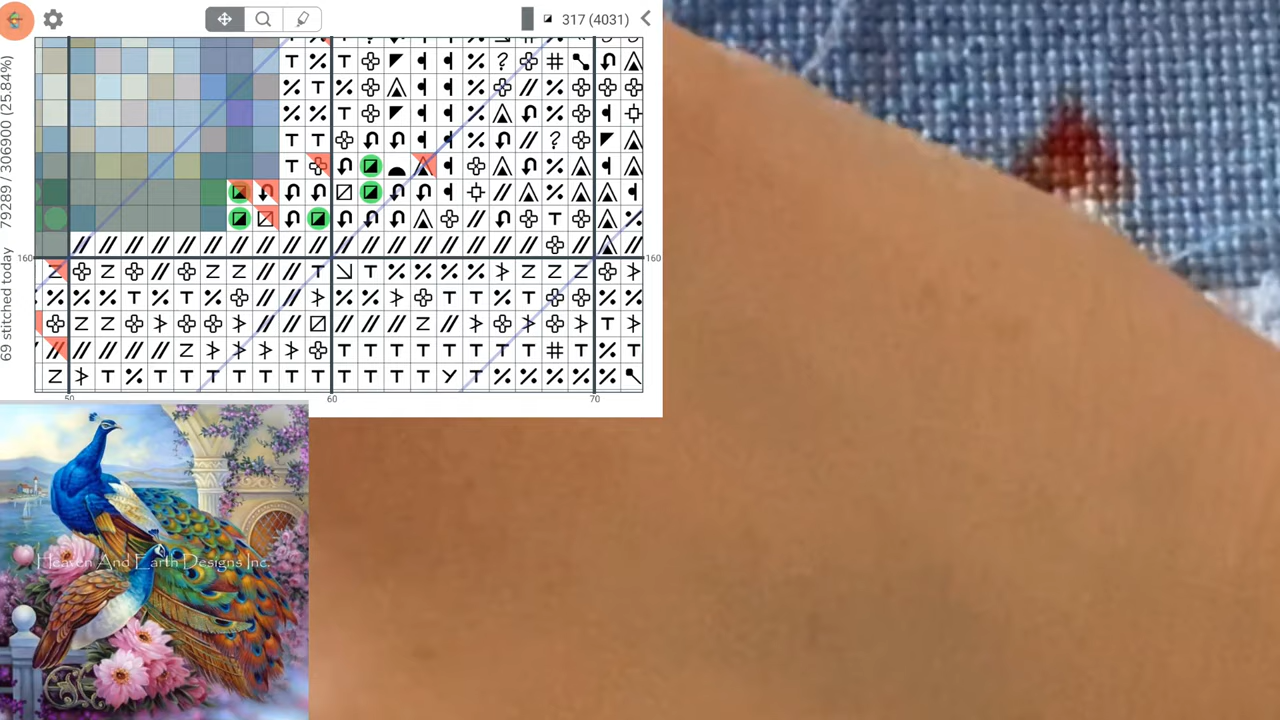 317 (4031)
79289 / 306900 (25.84%)
69 stitched today
160
160
50
60
70
Heaven And Earth Designs Inc.